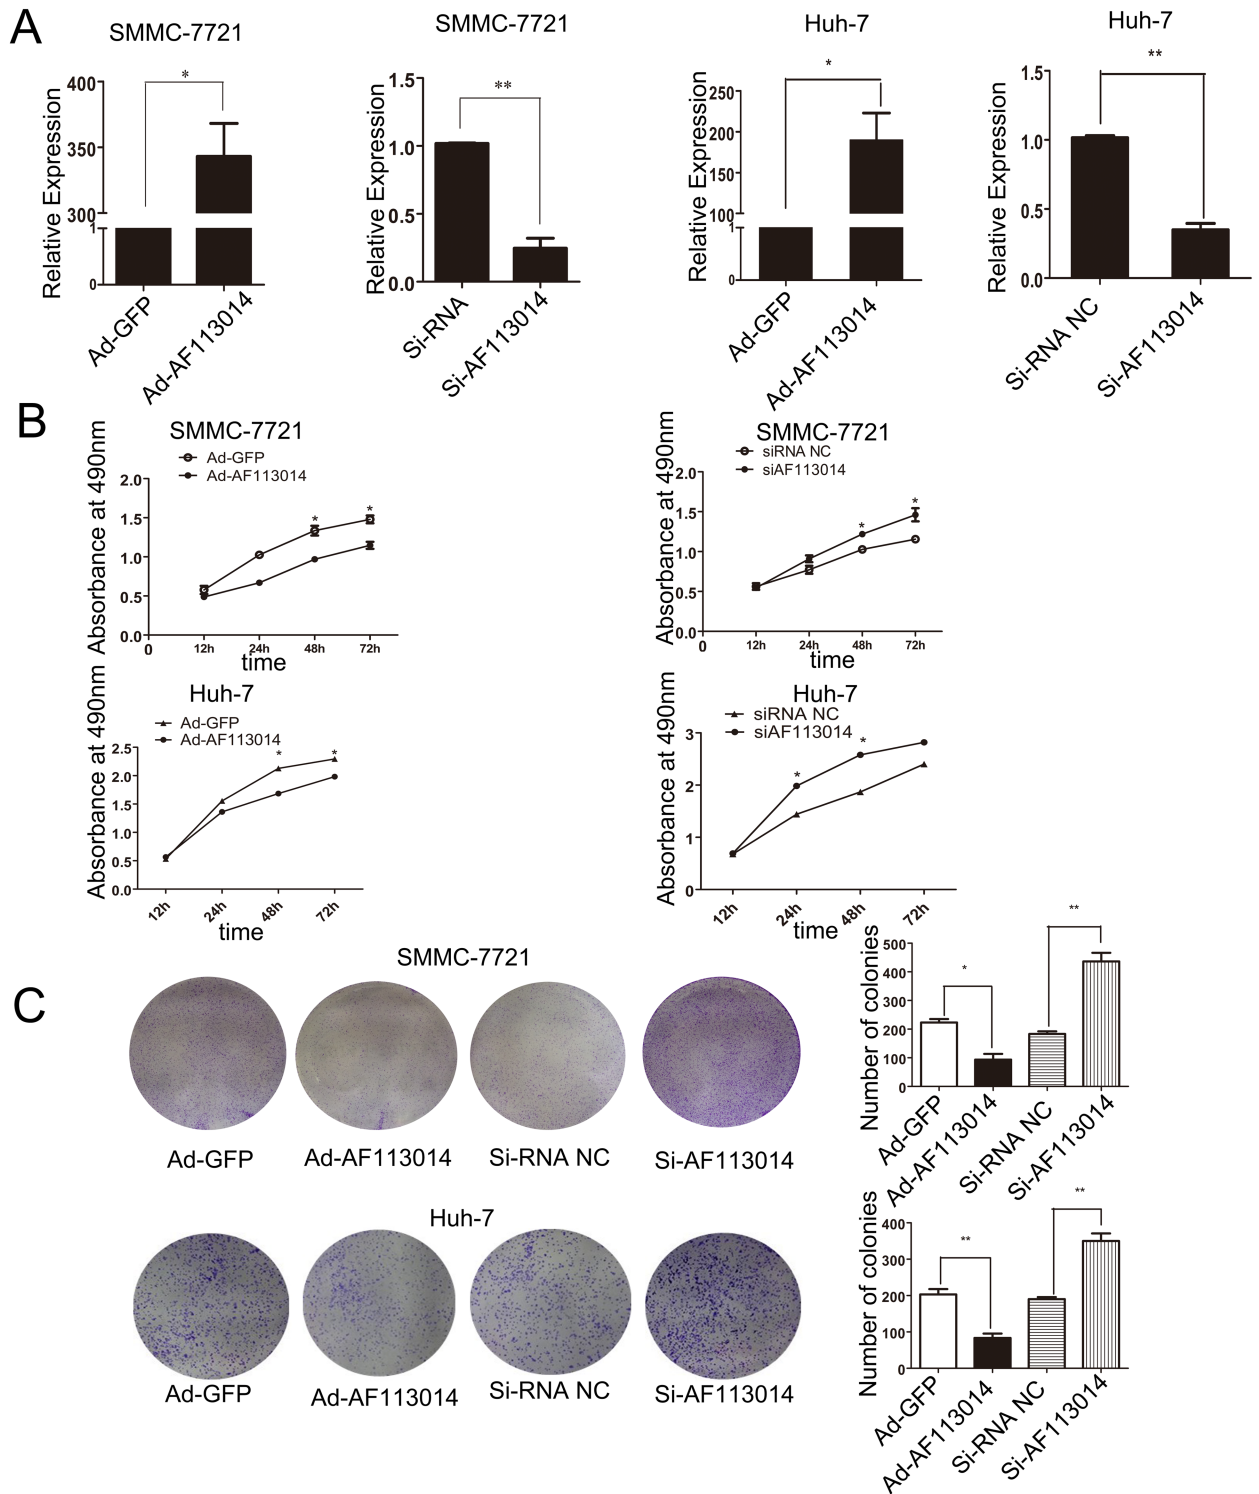 A
SMMC-7721
SMMC-7721
Huh-7
Huh-7
Relative Expression
400
350
300
1
0
*
Ad-GFP
Ad-AF113014
Relative Expression
1.5
1.0
0.5
0.0
**
Si-RNA
Si-AF113014
Relative Expression
250
200
150
100
1
0
*
Ad-GFP
Ad-AF113014
Relative Expression
1.5
1.0
0.5
0.0
**
Si-RNA NC
Si-AF113014
B
SMMC-7721
Ad-GFP
Ad-AF113014
Absorbance at 490nm
2.0
1.5
1.0
0.5
0.0
* *
0 12h 24h 48h 72h
time
SMMC-7721
siRNA NC
siAF113014
Absorbance at 490nm
2.0
1.5
1.0
0.5
0.0
* *
0 12h 24h 48h 72h
time
Huh-7
Ad-GFP
Ad-AF113014
Absorbance at 490nm
2.5
2.0
1.5
1.0
0.5
0.0
* *
12h 24h 48h 72h
time
Huh-7
siRNA NC
siAF113014
Absorbance at 490nm
3
2
1
0
* *
12h 24h 48h 72h
time
C
SMMC-7721
Ad-GFP Ad-AF113014 Si-RNA NC Si-AF113014
Number of colonies
500
400
300
200
100
0
* **
Ad-GFP
Ad-AF113014
Si-RNA NC
Si-AF113014
Huh-7
Ad-GFP Ad-AF113014 Si-RNA NC Si-AF113014
Number of colonies
400
300
200
100
0
** **
Ad-GFP
Ad-AF113014
Si-RNA NC
Si-AF113014